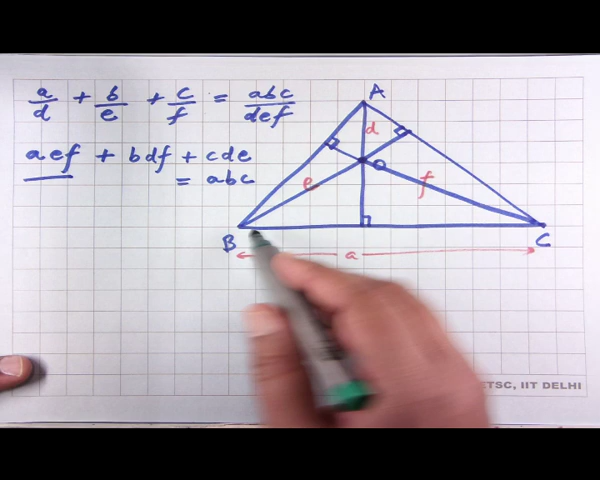 a/d + b/e + c/f = abc/def
aef + bdf + cde
= abc
A
d
O
e
f
B
C
a
ETSC, IIT DELHI